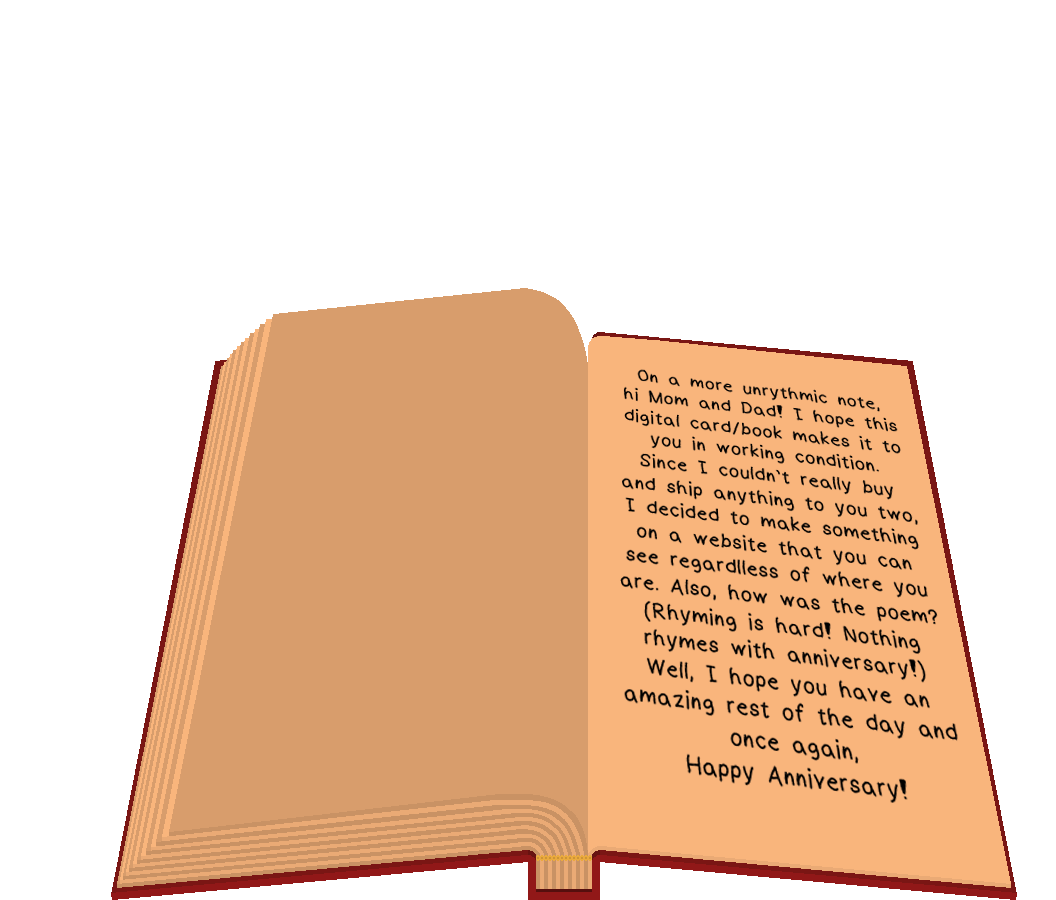 On a more unrythmic note,
hi Mom and Dad! I hope this
digital card/book makes it to
you in working condition.
Since I couldn't really buy
and ship anything to you two,
I decided to make something
on a website that you can
see regardlless of where you
are. Also, how was the poem?
(Rhyming is hard! Nothing
rhymes with anniversary!)
Well, I hope you have an
amazing rest of the day and
once again,
Happy Anniversary!